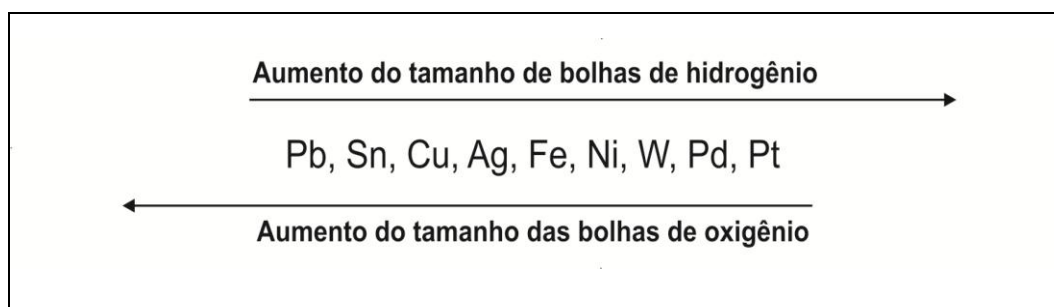 Aumento do tamanho de bolhas de hidrogênio
Pb, Sn, Cu, Ag, Fe, Ni, W, Pd, Pt
Aumento do tamanho das bolhas de oxigênio